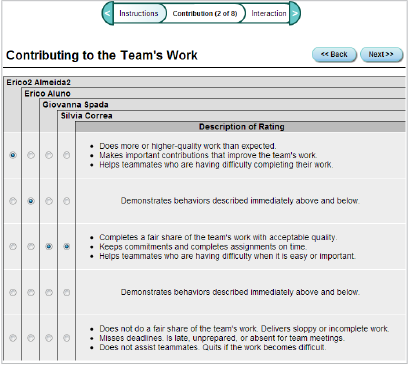 < Instructions Contribution (2 of 8) Interaction >
Contributing to the Team's Work
<< Back Next >>
Erico2 Almeida2
Erico Aluno
Giovanna Spada
Silvia Correa
Description of Rating
• Does more or higher-quality work than expected.
• Makes important contributions that improve the team's work.
• Helps teammates who are having difficulty completing their work.
Demonstrates behaviors described immediately above and below.
• Completes a fair share of the team's work with acceptable quality.
• Keeps commitments and completes assignments on time.
• Helps teammates who are having difficulty when it is easy or important.
Demonstrates behaviors described immediately above and below.
• Does not do a fair share of the team's work. Delivers sloppy or incomplete work.
• Misses deadlines. Is late, unprepared, or absent for team meetings.
• Does not assist teammates. Quits if the work becomes difficult.